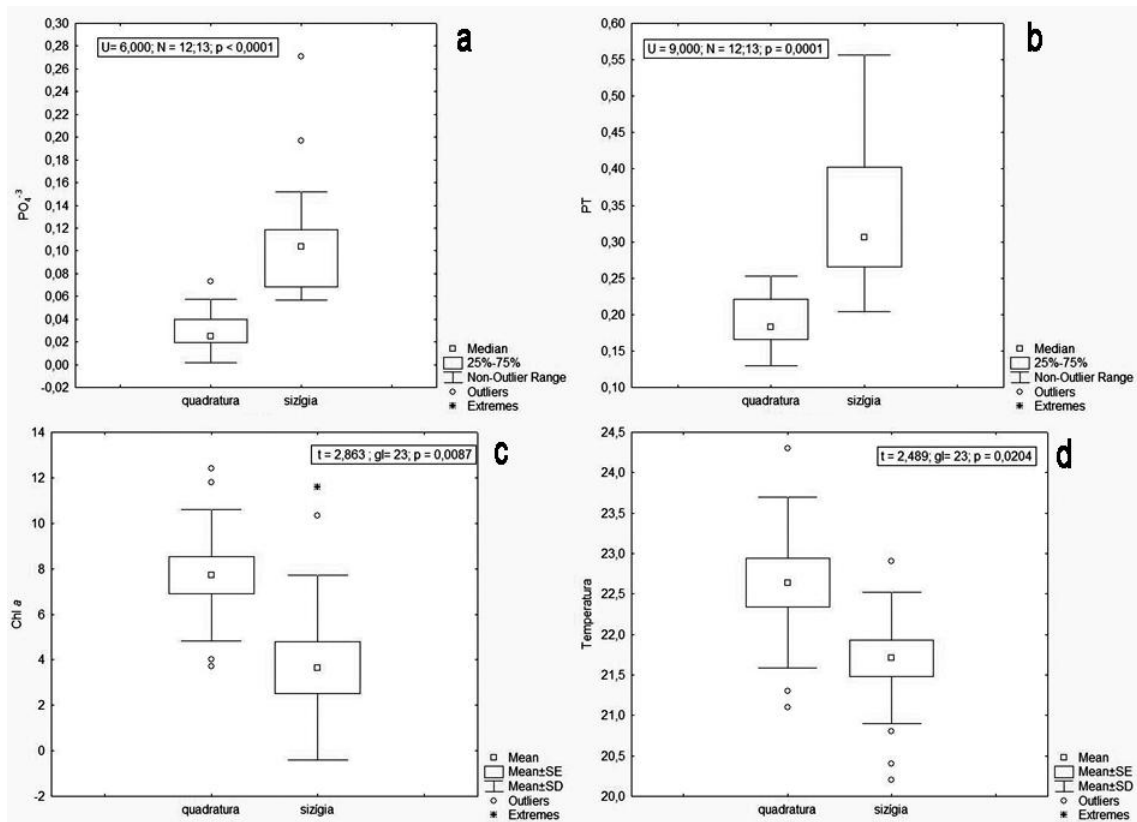 a
U= 6,000; N = 12;13; p < 0,0001
0,30
0,28
0,26
0,24
0,22
0,20
0,18
0,16
0,14
0,12
0,10
0,08
0,06
0,04
0,02
0,00
-0,02
PO₄⁻³
quadratura
sizígia
Median
25%-75%
Non-Outlier Range
Outliers
Extremes
b
U = 9,000; N = 12;13; p = 0,0001
0,60
0,55
0,50
0,45
0,40
0,35
0,30
0,25
0,20
0,15
0,10
PT
quadratura
sizígia
Median
25%-75%
Non-Outlier Range
Outliers
Extremes
c
t = 2,863 ; gl= 23; p = 0,0087
14
12
10
8
6
4
2
0
-2
Chl a
quadratura
sizígia
Mean
Mean±SE
Mean±SD
Outliers
Extremes
d
t = 2,489; gl= 23; p = 0,0204
24,5
24,0
23,5
23,0
22,5
22,0
21,5
21,0
20,5
20,0
Temperatura
quadratura
sizígia
Mean
Mean±SE
Mean±SD
Outliers
Extremes